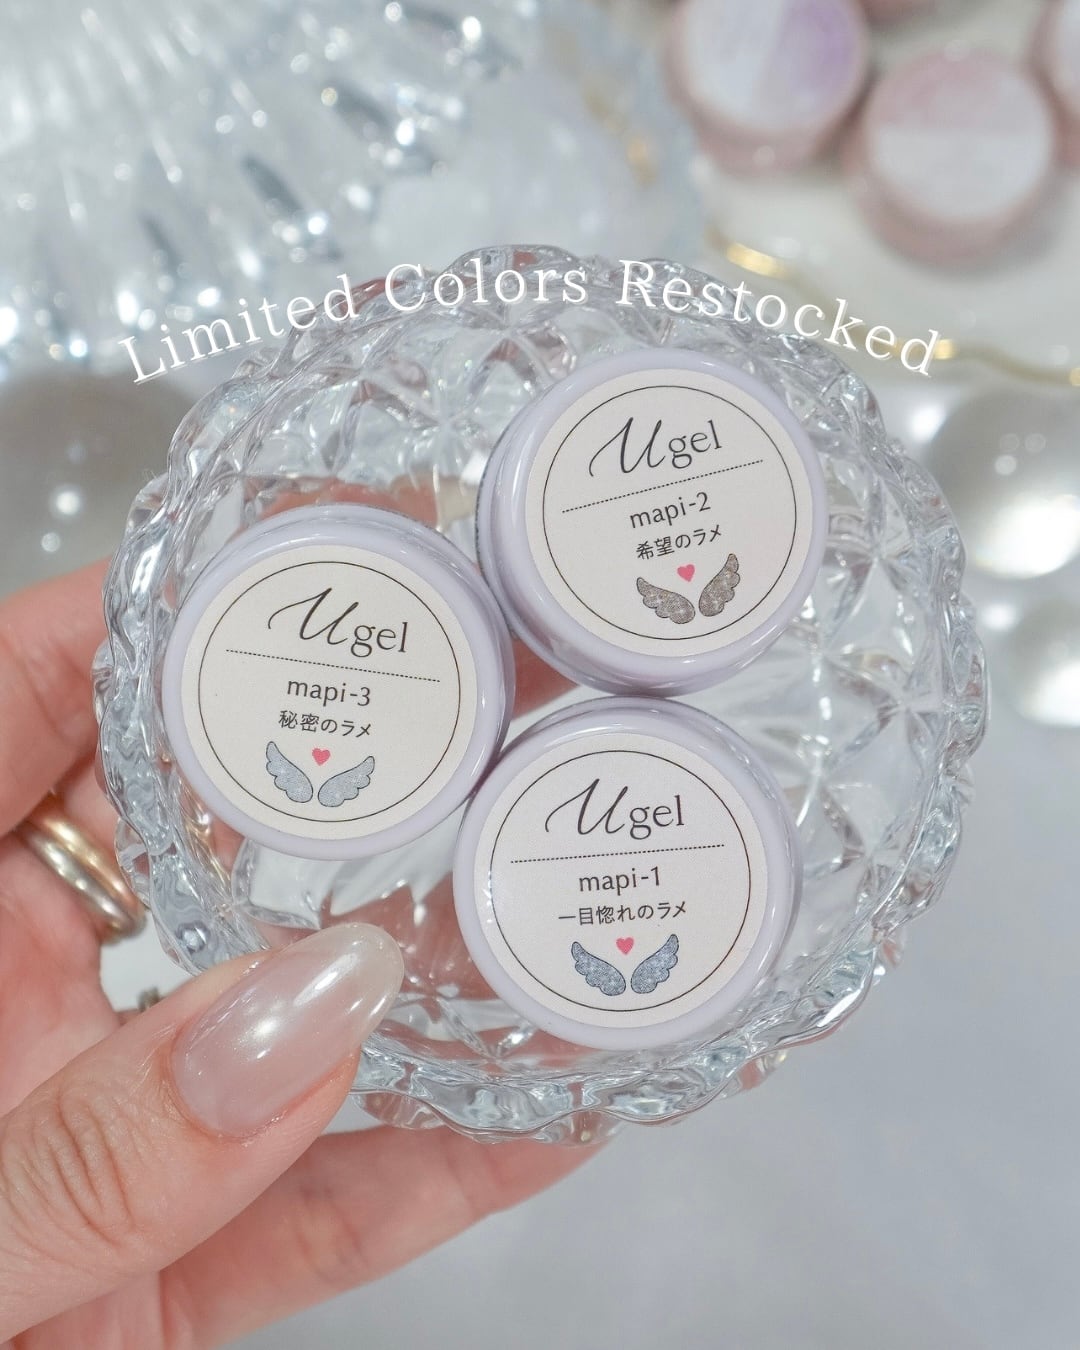 Limited Colors Restocked
Ugel
mapi-2
希望のラメ
Ugel
mapi-3
秘密のラメ
Ugel
mapi-1
一目惚れのラメ